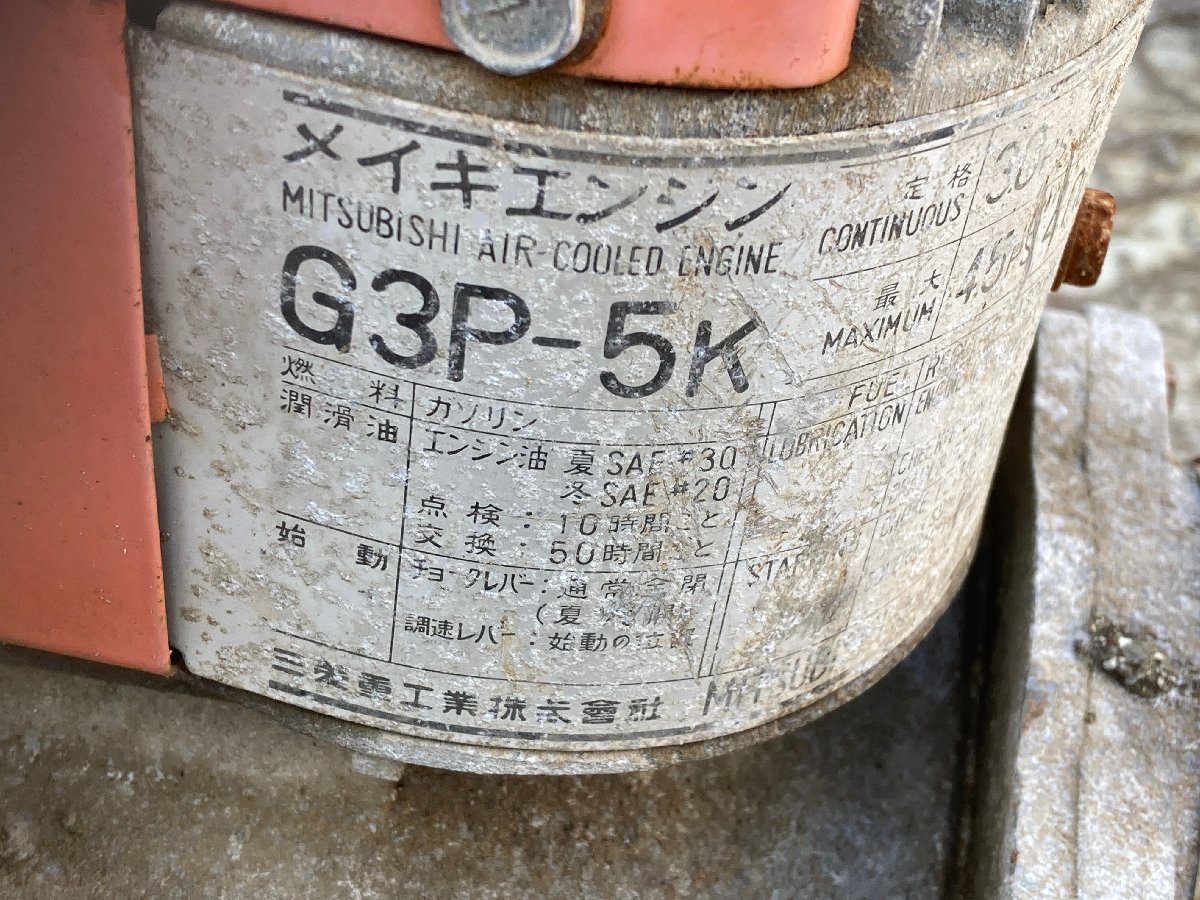 メイキエンジン
MITSUBISHI AIR-COOLED ENGINE
G3P-5K
定格
CONTINUOUS
最大
MAXIMUM 4.5PS
燃料 ガソリン
潤滑油 エンジン油 夏 SAE #30
冬 SAE #20
点検：10時間ごと
交換：50時間ごと
始動 チョークレバー：通常全閉
(夏
調速レバー：始動の位置
三菱重工業株式會社
FUEL
LUBRICATION